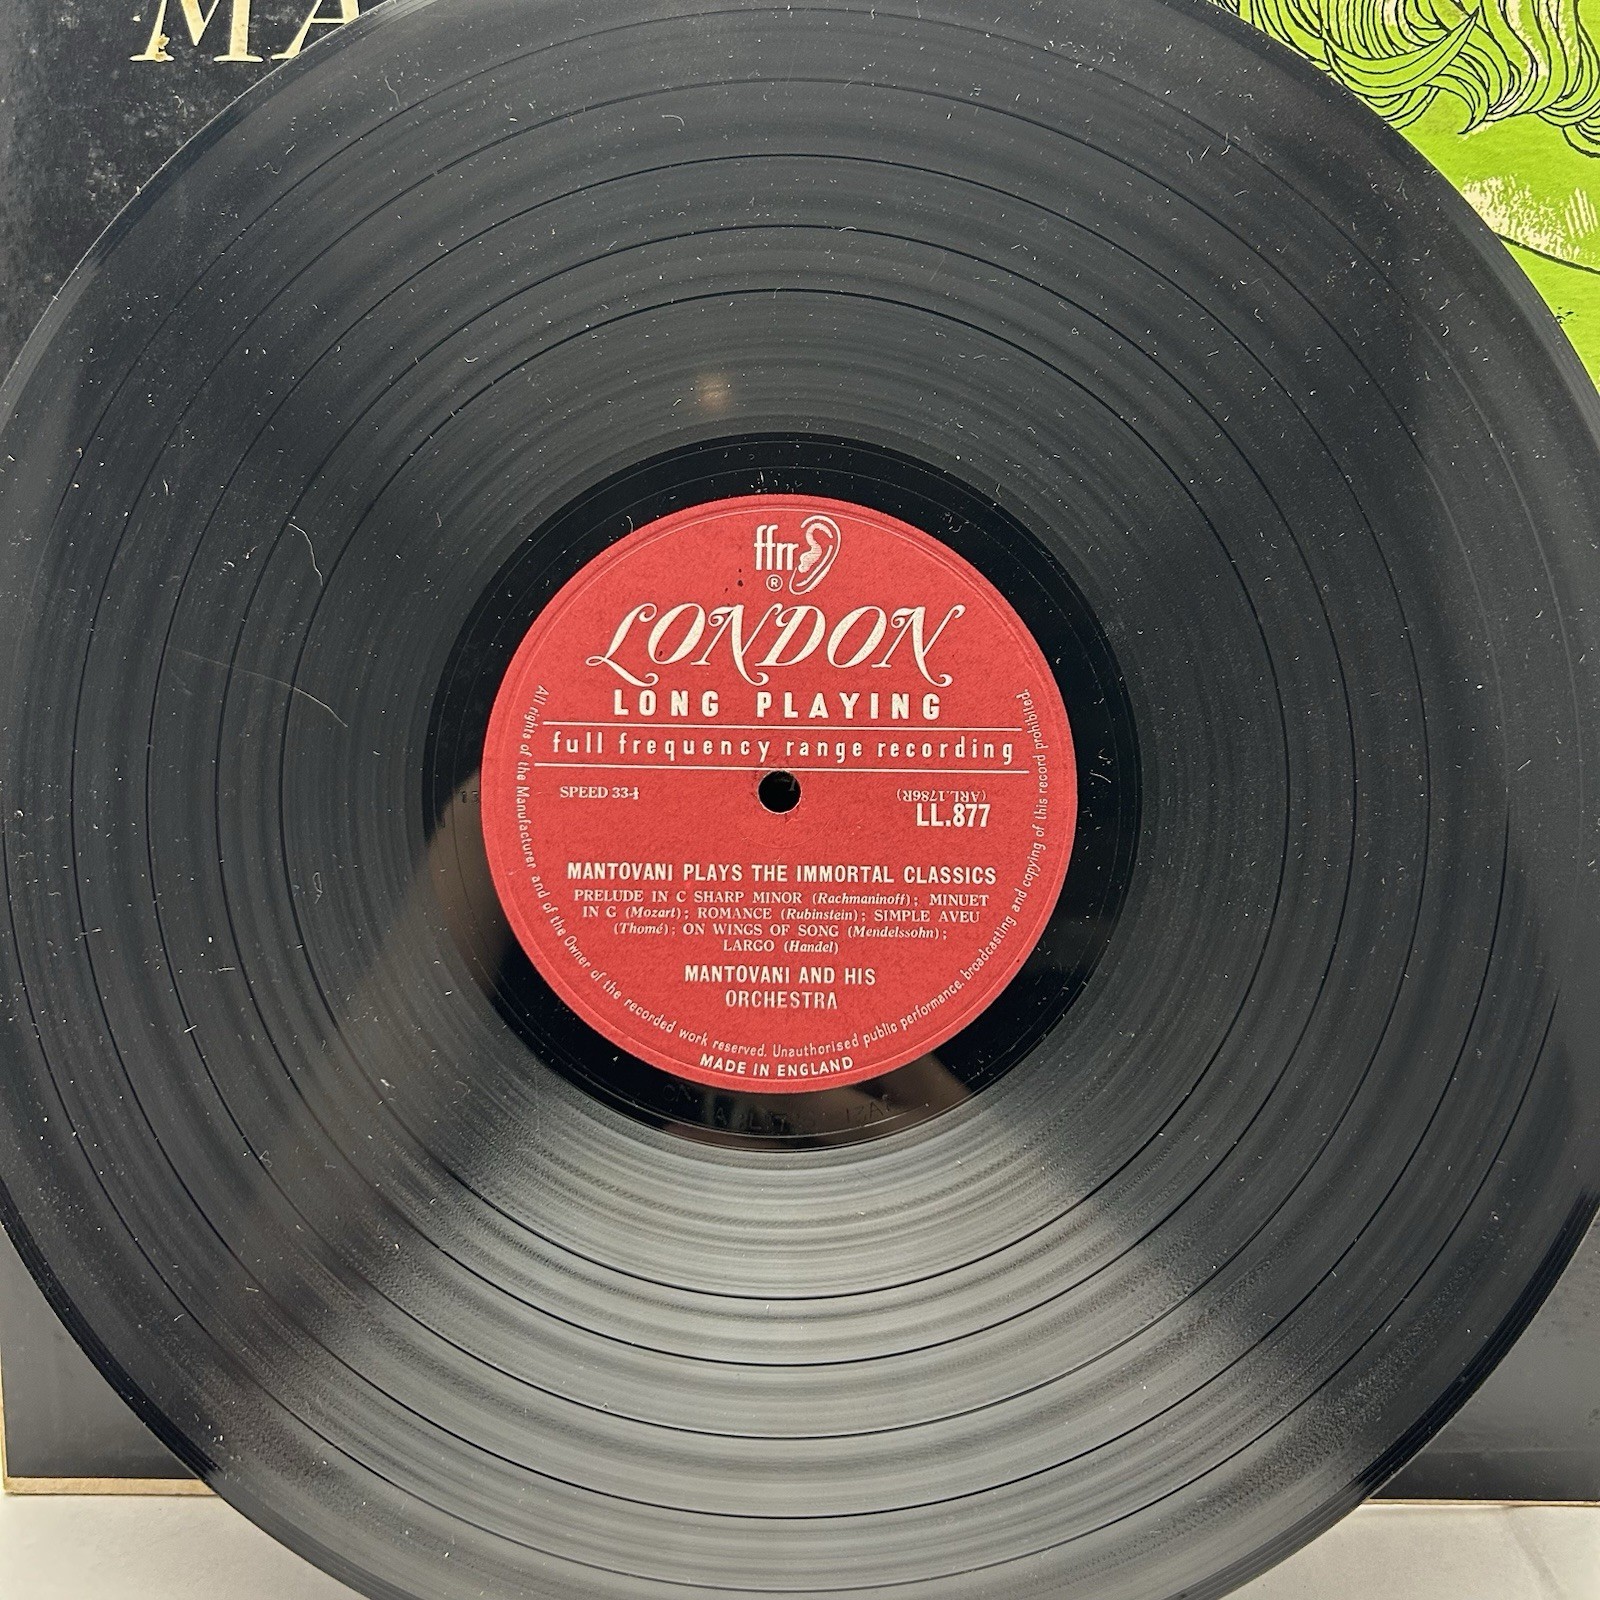 MA
ffrr
®
LONDON
LONG PLAYING
full frequency range recording
SPEED 33⅓
(ARL.1786R)
LL.877
MANTOVANI PLAYS THE IMMORTAL CLASSICS
PRELUDE IN C SHARP MINOR (Rachmaninoff); MINUET
IN G (Mozart); ROMANCE (Rubinstein); SIMPLE AVEU
(Thomé); ON WINGS OF SONG (Mendelssohn);
LARGO (Handel)
MANTOVANI AND HIS
ORCHESTRA
All rights of the Manufacturer and of the Owner of the recorded work reserved. Unauthorised public performance, broadcasting and copying of this record prohibited.
MADE IN ENGLAND